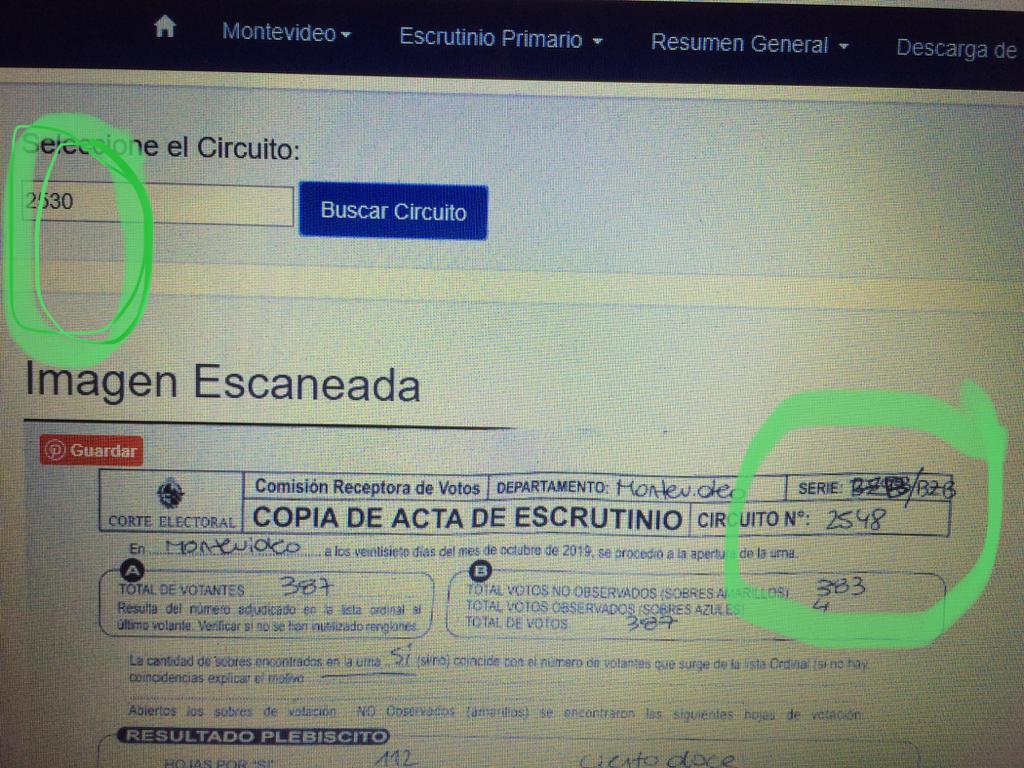 Montevideo Escrutinio Primario Resumen General Descarga de
Seleccione el Circuito:
2530 Buscar Circuito
Imagen Escaneada
Guardar
Comisión Receptora de Votos DEPARTAMENTO: Montevideo SERIE: BZB/BZB
CORTE ELECTORAL COPIA DE ACTA DE ESCRUTINIO CIRCUITO Nº: 2548
En Montevideo a los veintisiete días del mes de octubre de 2019, se procedió a la apertura de la urna.
A B
TOTAL DE VOTANTES 387 TOTAL VOTOS NO OBSERVADOS (SOBRES AMARILLOS) 383
Resulta del número adjudicado en la lista ordinal al TOTAL VOTOS OBSERVADOS (SOBRES AZULES) 4
último votante. Verificar si no se han inutilizado renglones. TOTAL DE VOTOS 387
La cantidad de sobres encontrados en la urna Si (si/no) coincide con el número de votantes que surge de la lista Ordinal (si no hay
coincidencias explicar el motivo
Abiertos los sobres de votación NO Observados (amarillos) se encontraron las siguientes hojas de votación:
RESULTADO PLEBISCITO
HOJAS POR "SI" 112 ciento doce